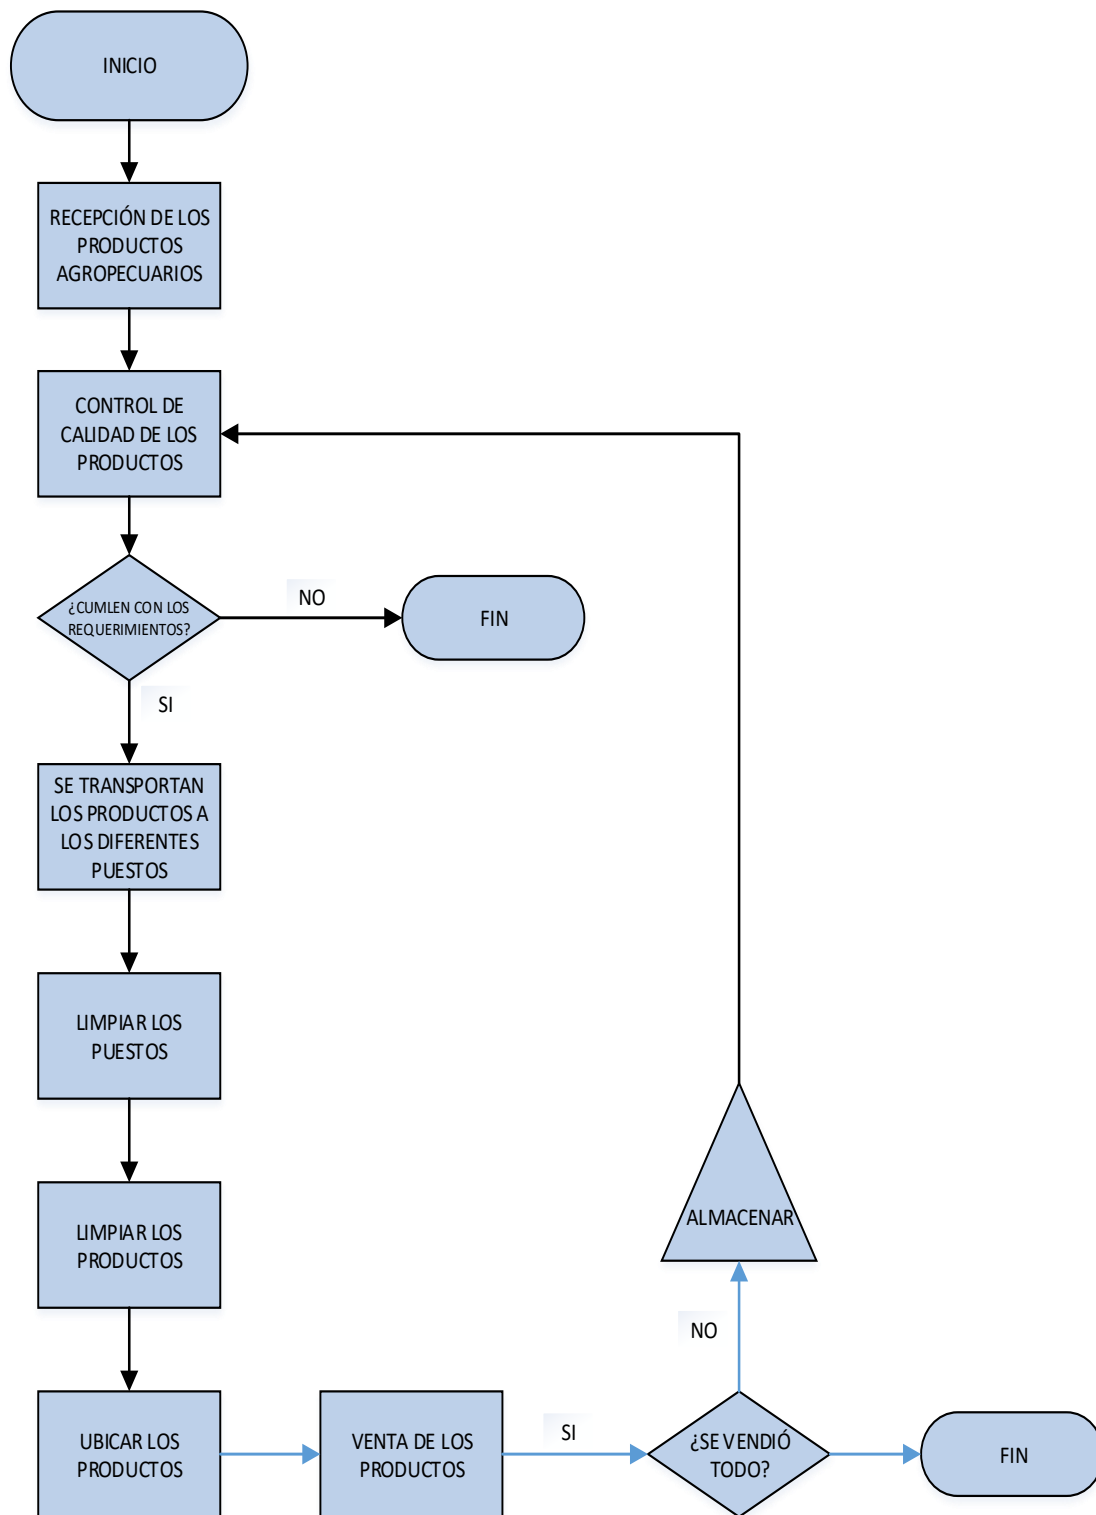 INICIO
RECEPCIÓN DE LOS
PRODUCTOS
AGROPECUARIOS
CONTROL DE
CALIDAD DE LOS
PRODUCTOS
¿CUMLEN CON LOS
REQUERIMIENTOS?
NO
FIN
SI
SE TRANSPORTAN
LOS PRODUCTOS A
LOS DIFERENTES
PUESTOS
LIMPIAR LOS
PUESTOS
LIMPIAR LOS
PRODUCTOS
ALMACENAR
NO
UBICAR LOS
PRODUCTOS
VENTA DE LOS
PRODUCTOS
SI
¿SE VENDIÓ
TODO?
FIN